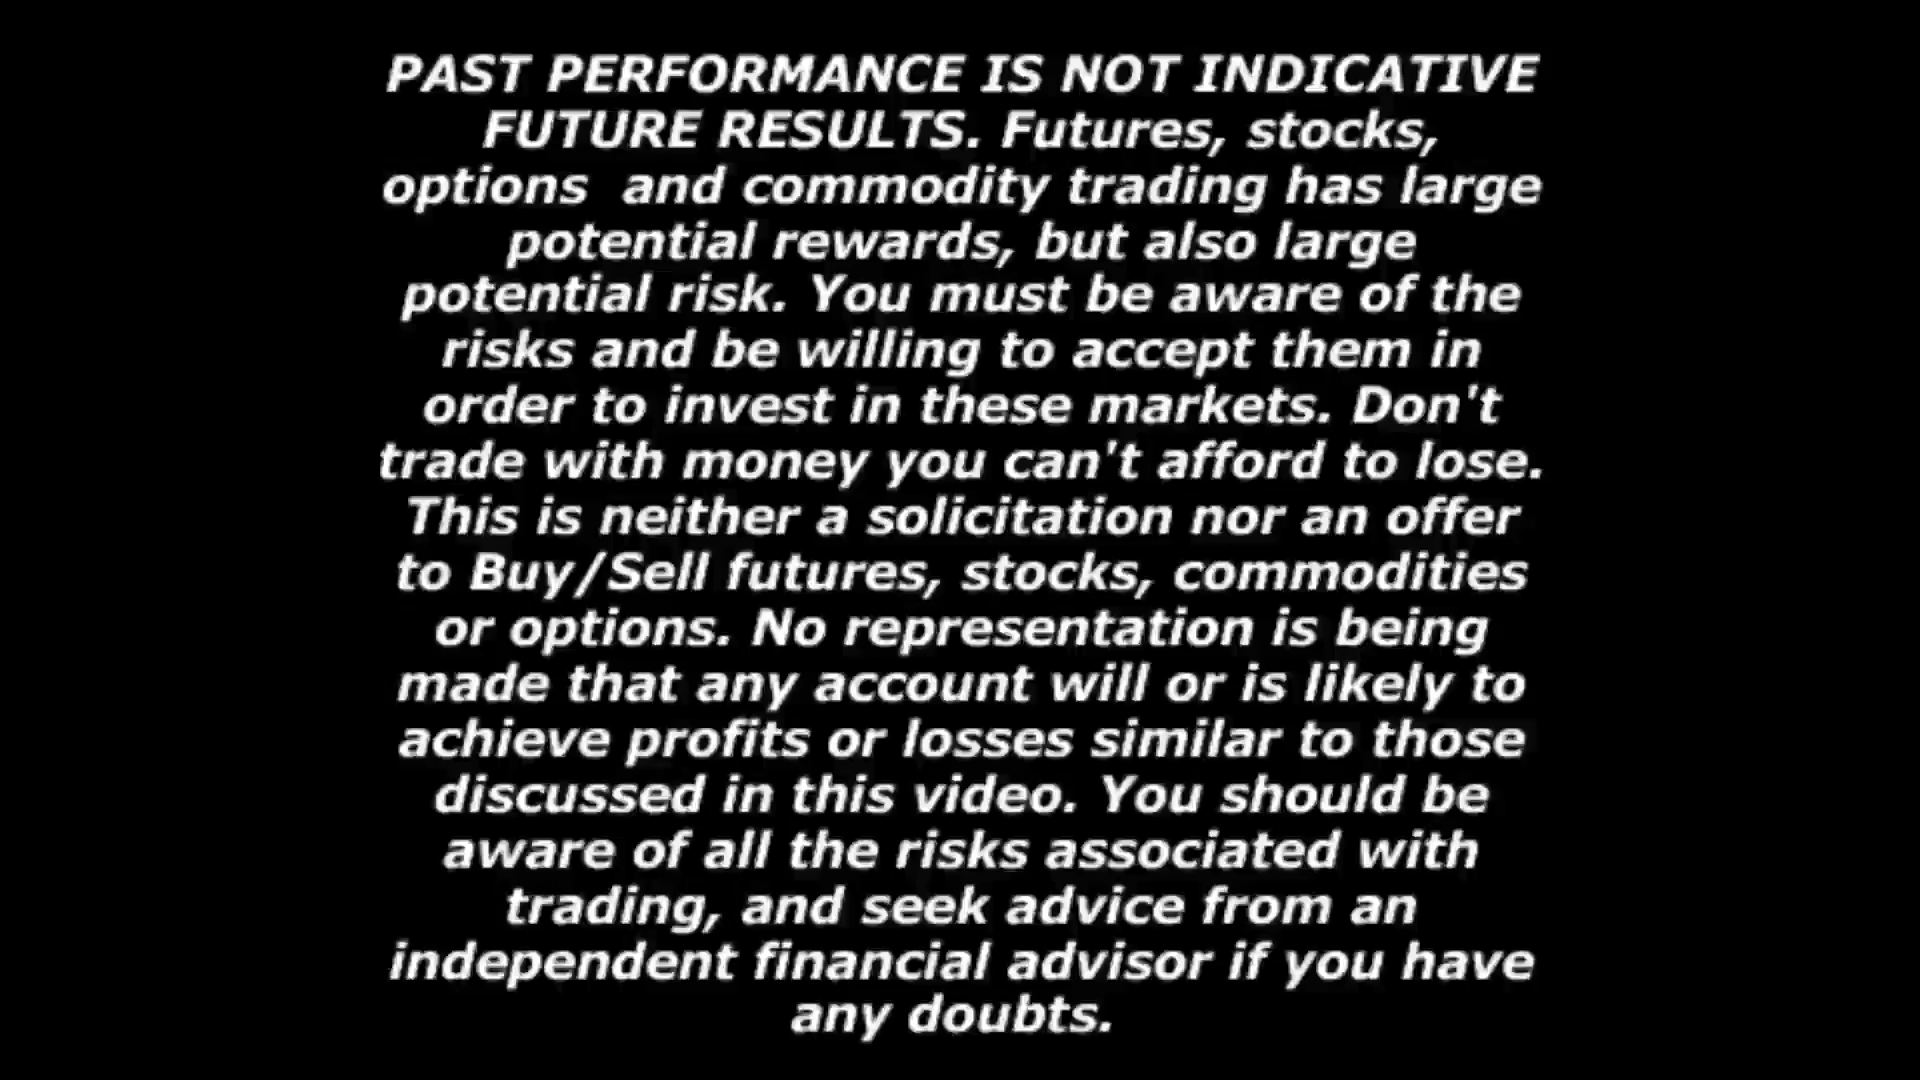 PAST PERFORMANCE IS NOT INDICATIVE
FUTURE RESULTS. Futures, stocks,
options  and commodity trading has large
potential rewards, but also large
potential risk. You must be aware of the
risks and be willing to accept them in
order to invest in these markets. Don't
trade with money you can't afford to lose.
This is neither a solicitation nor an offer
to Buy/Sell futures, stocks, commodities
or options. No representation is being
made that any account will or is likely to
achieve profits or losses similar to those
discussed in this video. You should be
aware of all the risks associated with
trading, and seek advice from an
independent financial advisor if you have
any doubts.